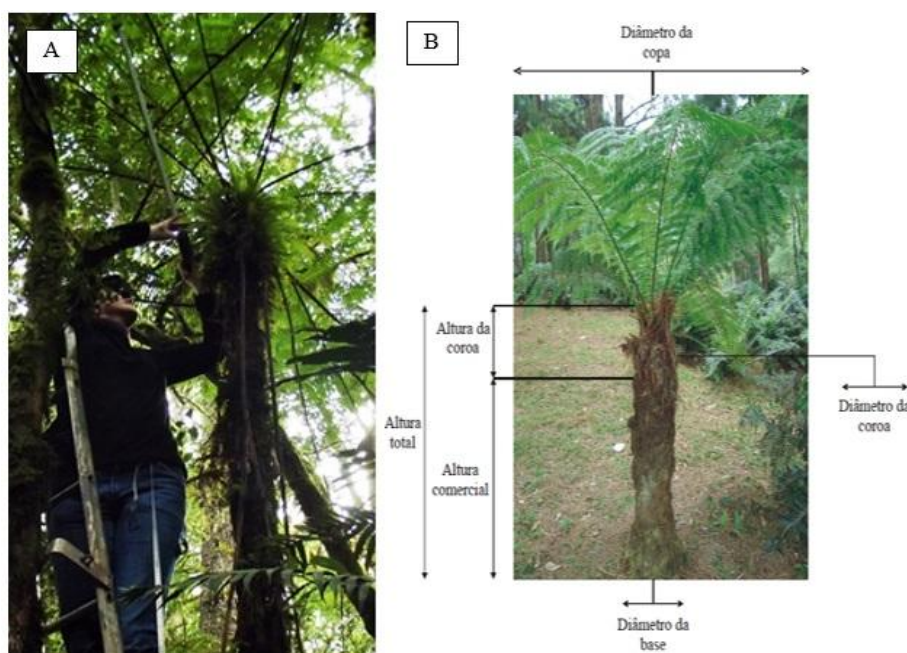 A
B
Diâmetro da
copa
Altura da
coroa
Altura
total
Altura
comercial
Diâmetro da
coroa
Diâmetro da
base